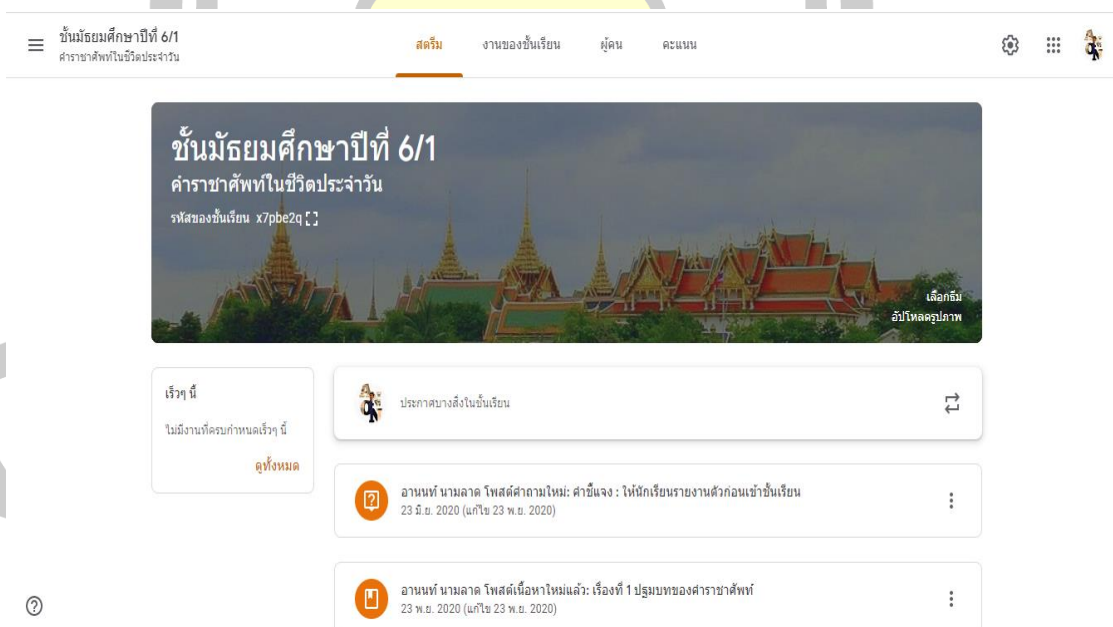 ชั้นมัธยมศึกษาปีที่ 6/1
คำราชาศัพท์ในชีวิตประจำวัน
สตรีม
งานของชั้นเรียน
ผู้คน
คะแนน
ชั้นมัธยมศึกษาปีที่ 6/1
คำราชาศัพท์ในชีวิตประจำวัน
รหัสของชั้นเรียน x7pbe2q
เลือกธีม
อัปโหลดรูปภาพ
เร็วๆ นี้
ไม่มีงานที่ครบกำหนดเร็วๆ นี้
ดูทั้งหมด
ประกาศบางสิ่งในชั้นเรียน
อานนท์ นามลาด โพสต์คำถามใหม่: คำชี้แจง : ให้นักเรียนรายงานตัวก่อนเข้าชั้นเรียน
23 มิ.ย. 2020 (แก้ไข 23 พ.ย. 2020)
อานนท์ นามลาด โพสต์เนื้อหาใหม่แล้ว: เรื่องที่ 1 ปฐมบทของคำราชาศัพท์
23 พ.ย. 2020 (แก้ไข 23 พ.ย. 2020)